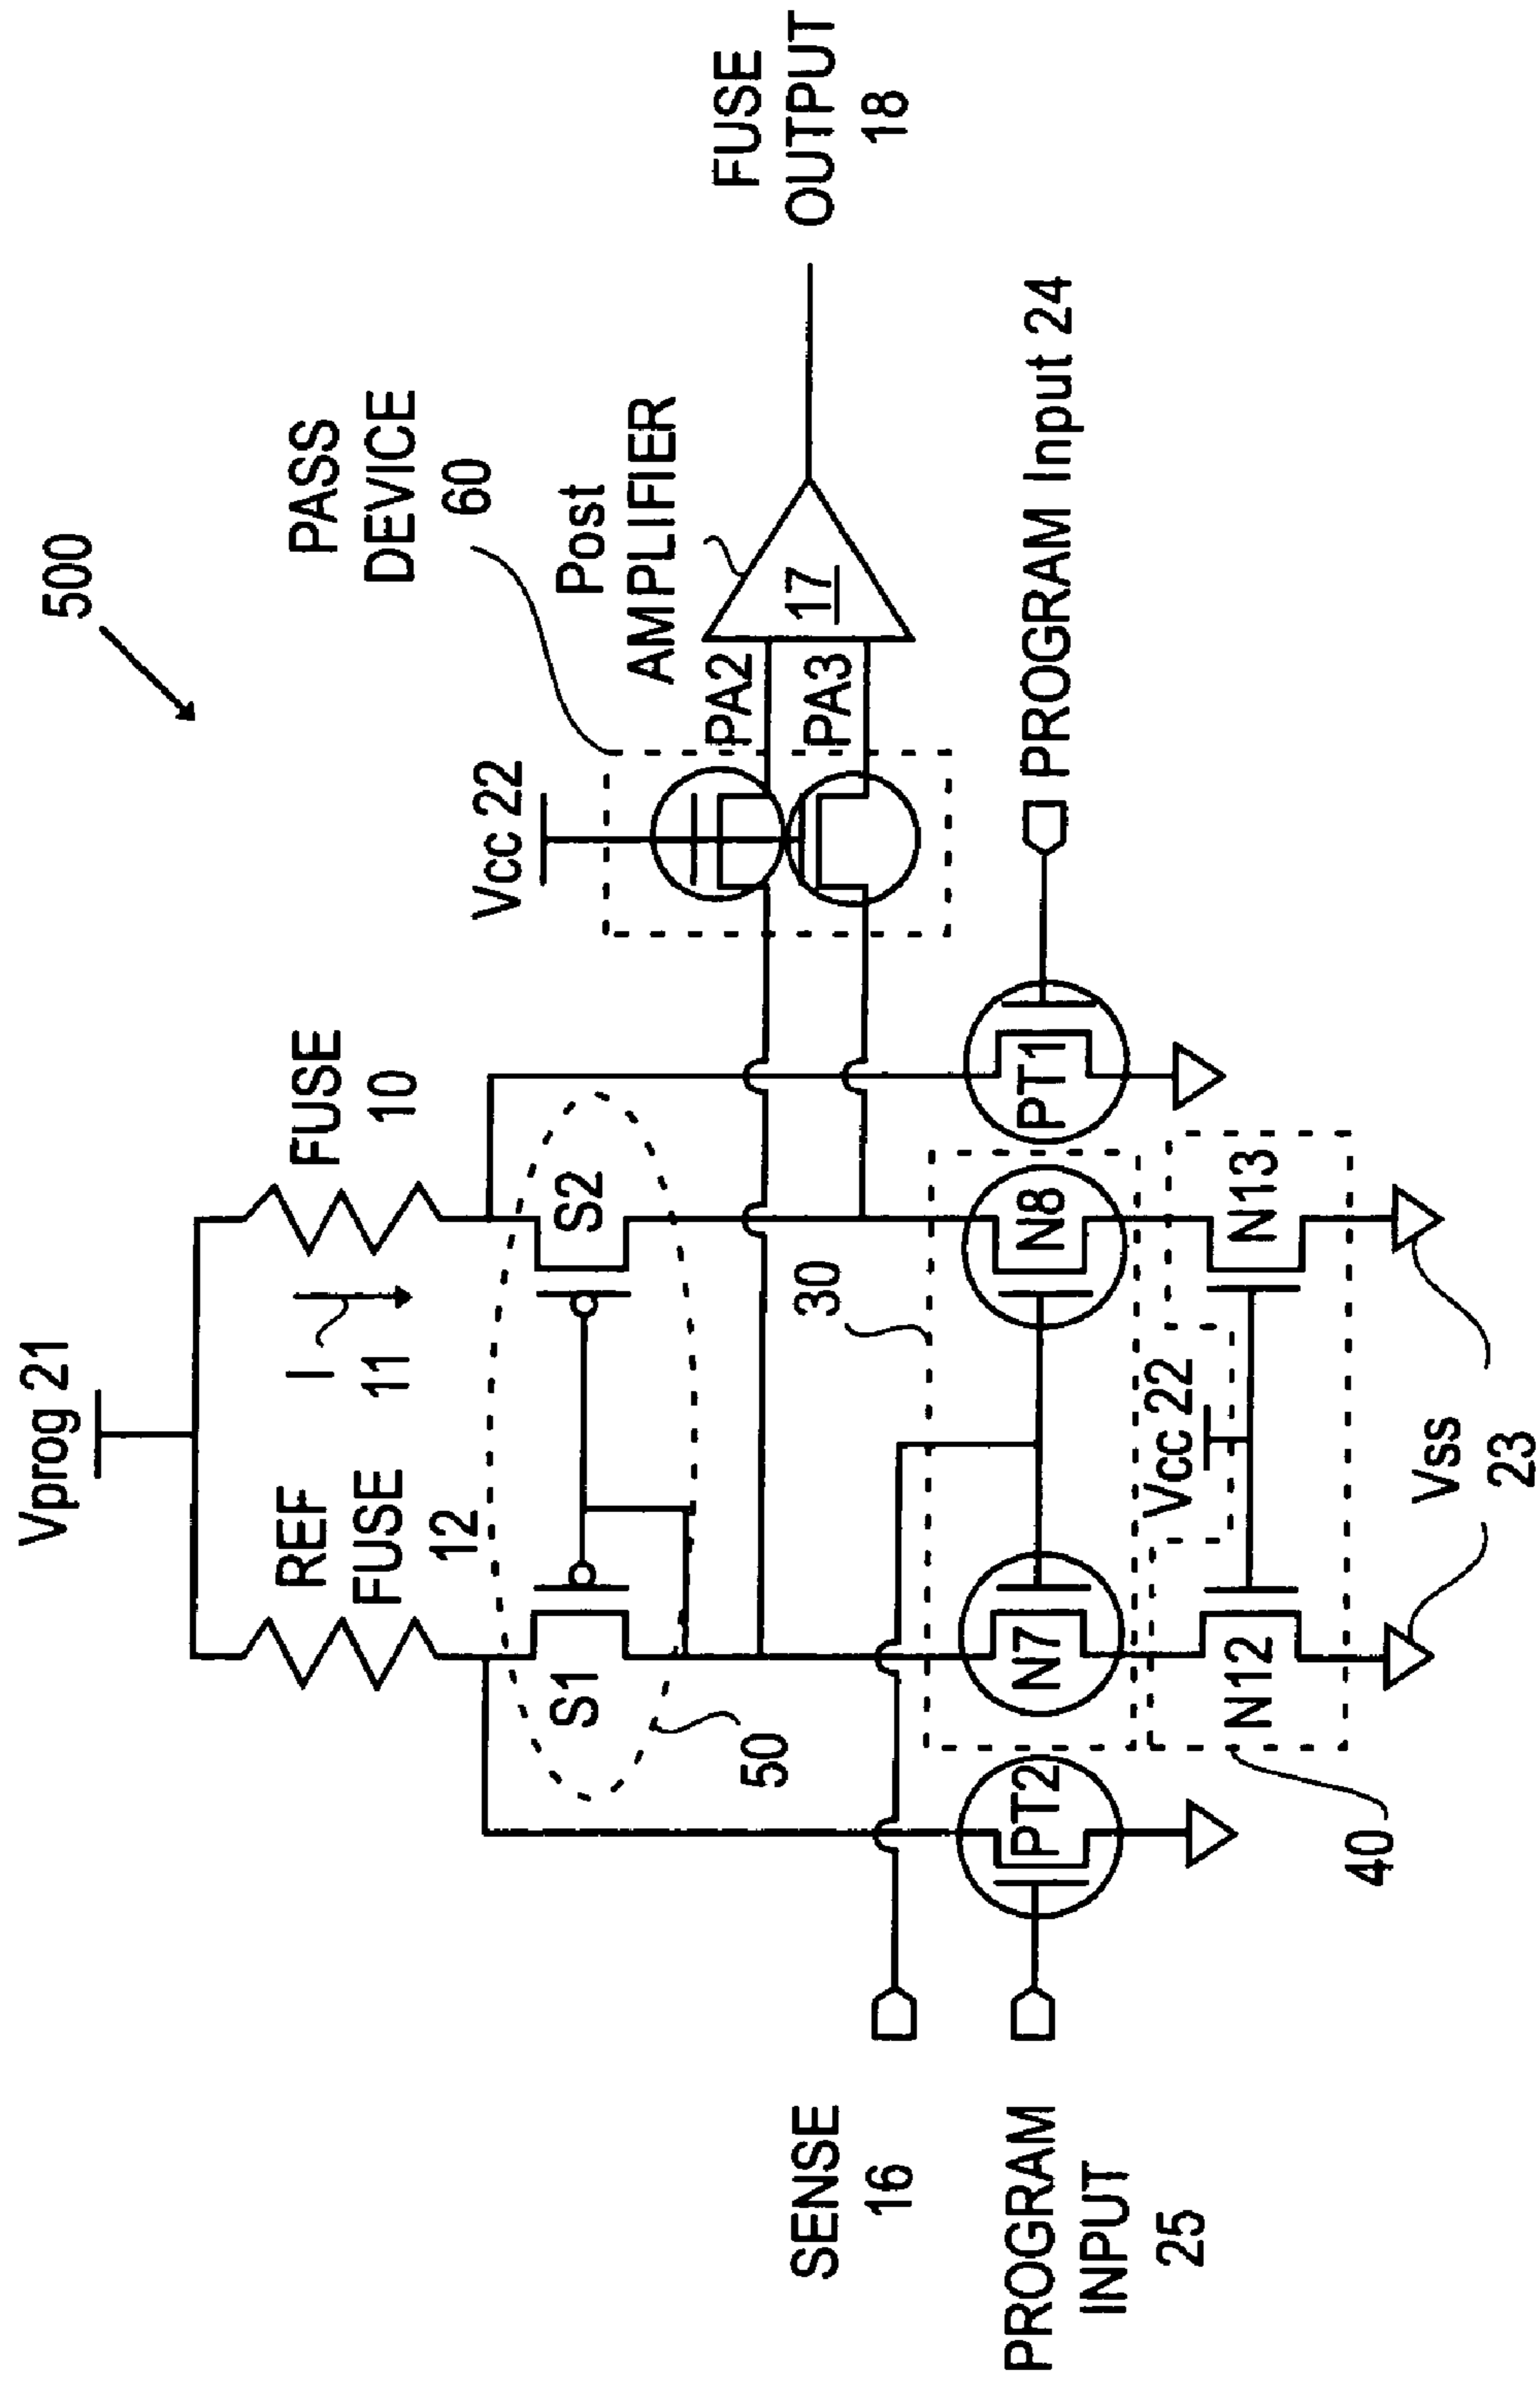 500
Vprog 21
REF
FUSE
12
I
11
FUSE
10
PASS
DEVICE
60
Vcc 22
Post
AMPLIFIER
17
PA2
PA3
FUSE
OUTPUT
18
S1
S2
50
30
SENSE
16
PROGRAM
INPUT
25
PT2
N7
N8
PT1
PROGRAM Input 24
Vcc 22
N12
N13
40
Vss
23